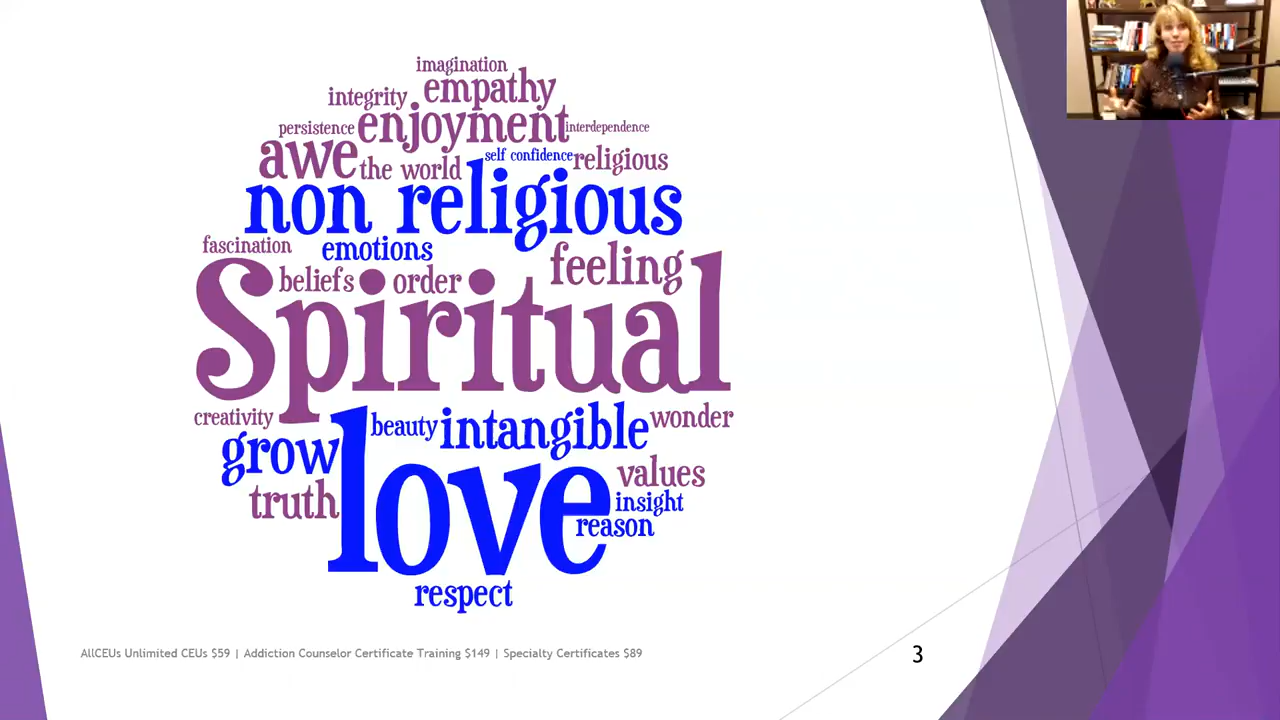 imagination
integrity empathy
persistence enjoyment interdependence
awe the world self confidence religious
non religious
fascination emotions feeling
beliefs order
Spiritual
creativity beauty intangible wonder
grow love values
truth insight
reason
respect
AllCEUs Unlimited CEUs $59 | Addiction Counselor Certificate Training $149 | Specialty Certificates $89
3